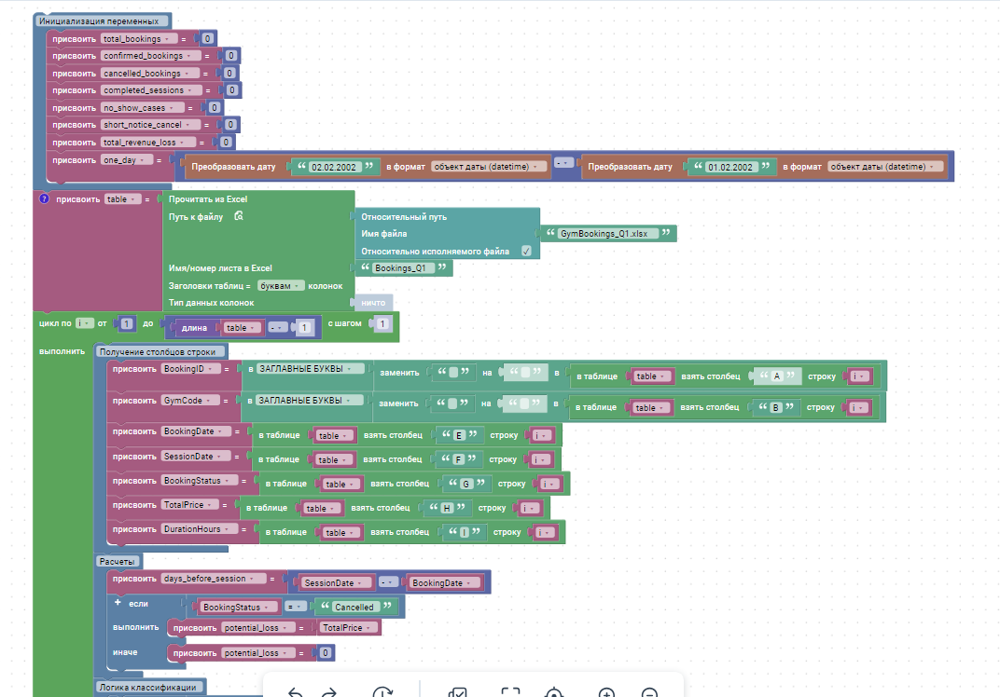 Инициализация переменных
присвоить total_bookings = 0
присвоить confirmed_bookings = 0
присвоить cancelled_bookings = 0
присвоить completed_sessions = 0
присвоить no_show_cases = 0
присвоить short_notice_cancel = 0
присвоить total_revenue_loss = 0
присвоить one_day = Преобразовать дату “ 02.02.2002 ” в формат объект даты (datetime) - Преобразовать дату “ 01.02.2002 ” в формат объект даты (datetime)
? присвоить table = Прочитать из Excel
Путь к файлу Относительный путь
Имя файла “ GymBookings_Q1.xlsx ”
Относительно исполняемого файла ✓
Имя/номер листа в Excel “ Bookings_Q1 ”
Заголовки таблиц = буквам колонок
Тип данных колонок ничто
цикл по i от 1 до длина table - 1 с шагом 1
выполнить Получение столбцов строки
присвоить BookingID = в ЗАГЛАВНЫЕ БУКВЫ заменить “ ” на “ ” в в таблице table взять столбец “ A ” строку i
присвоить GymCode = в ЗАГЛАВНЫЕ БУКВЫ заменить “ ” на “ ” в в таблице table взять столбец “ B ” строку i
присвоить BookingDate = в таблице table взять столбец “ E ” строку i
присвоить SessionDate = в таблице table взять столбец “ F ” строку i
присвоить BookingStatus = в таблице table взять столбец “ G ” строку i
присвоить TotalPrice = в таблице table взять столбец “ H ” строку i
присвоить DurationHours = в таблице table взять столбец “ I ” строку i
Расчеты
присвоить days_before_session = SessionDate - BookingDate
+ если BookingStatus = “ Cancelled ”
выполнить присвоить potential_loss = TotalPrice
иначе присвоить potential_loss = 0
Логика классификации